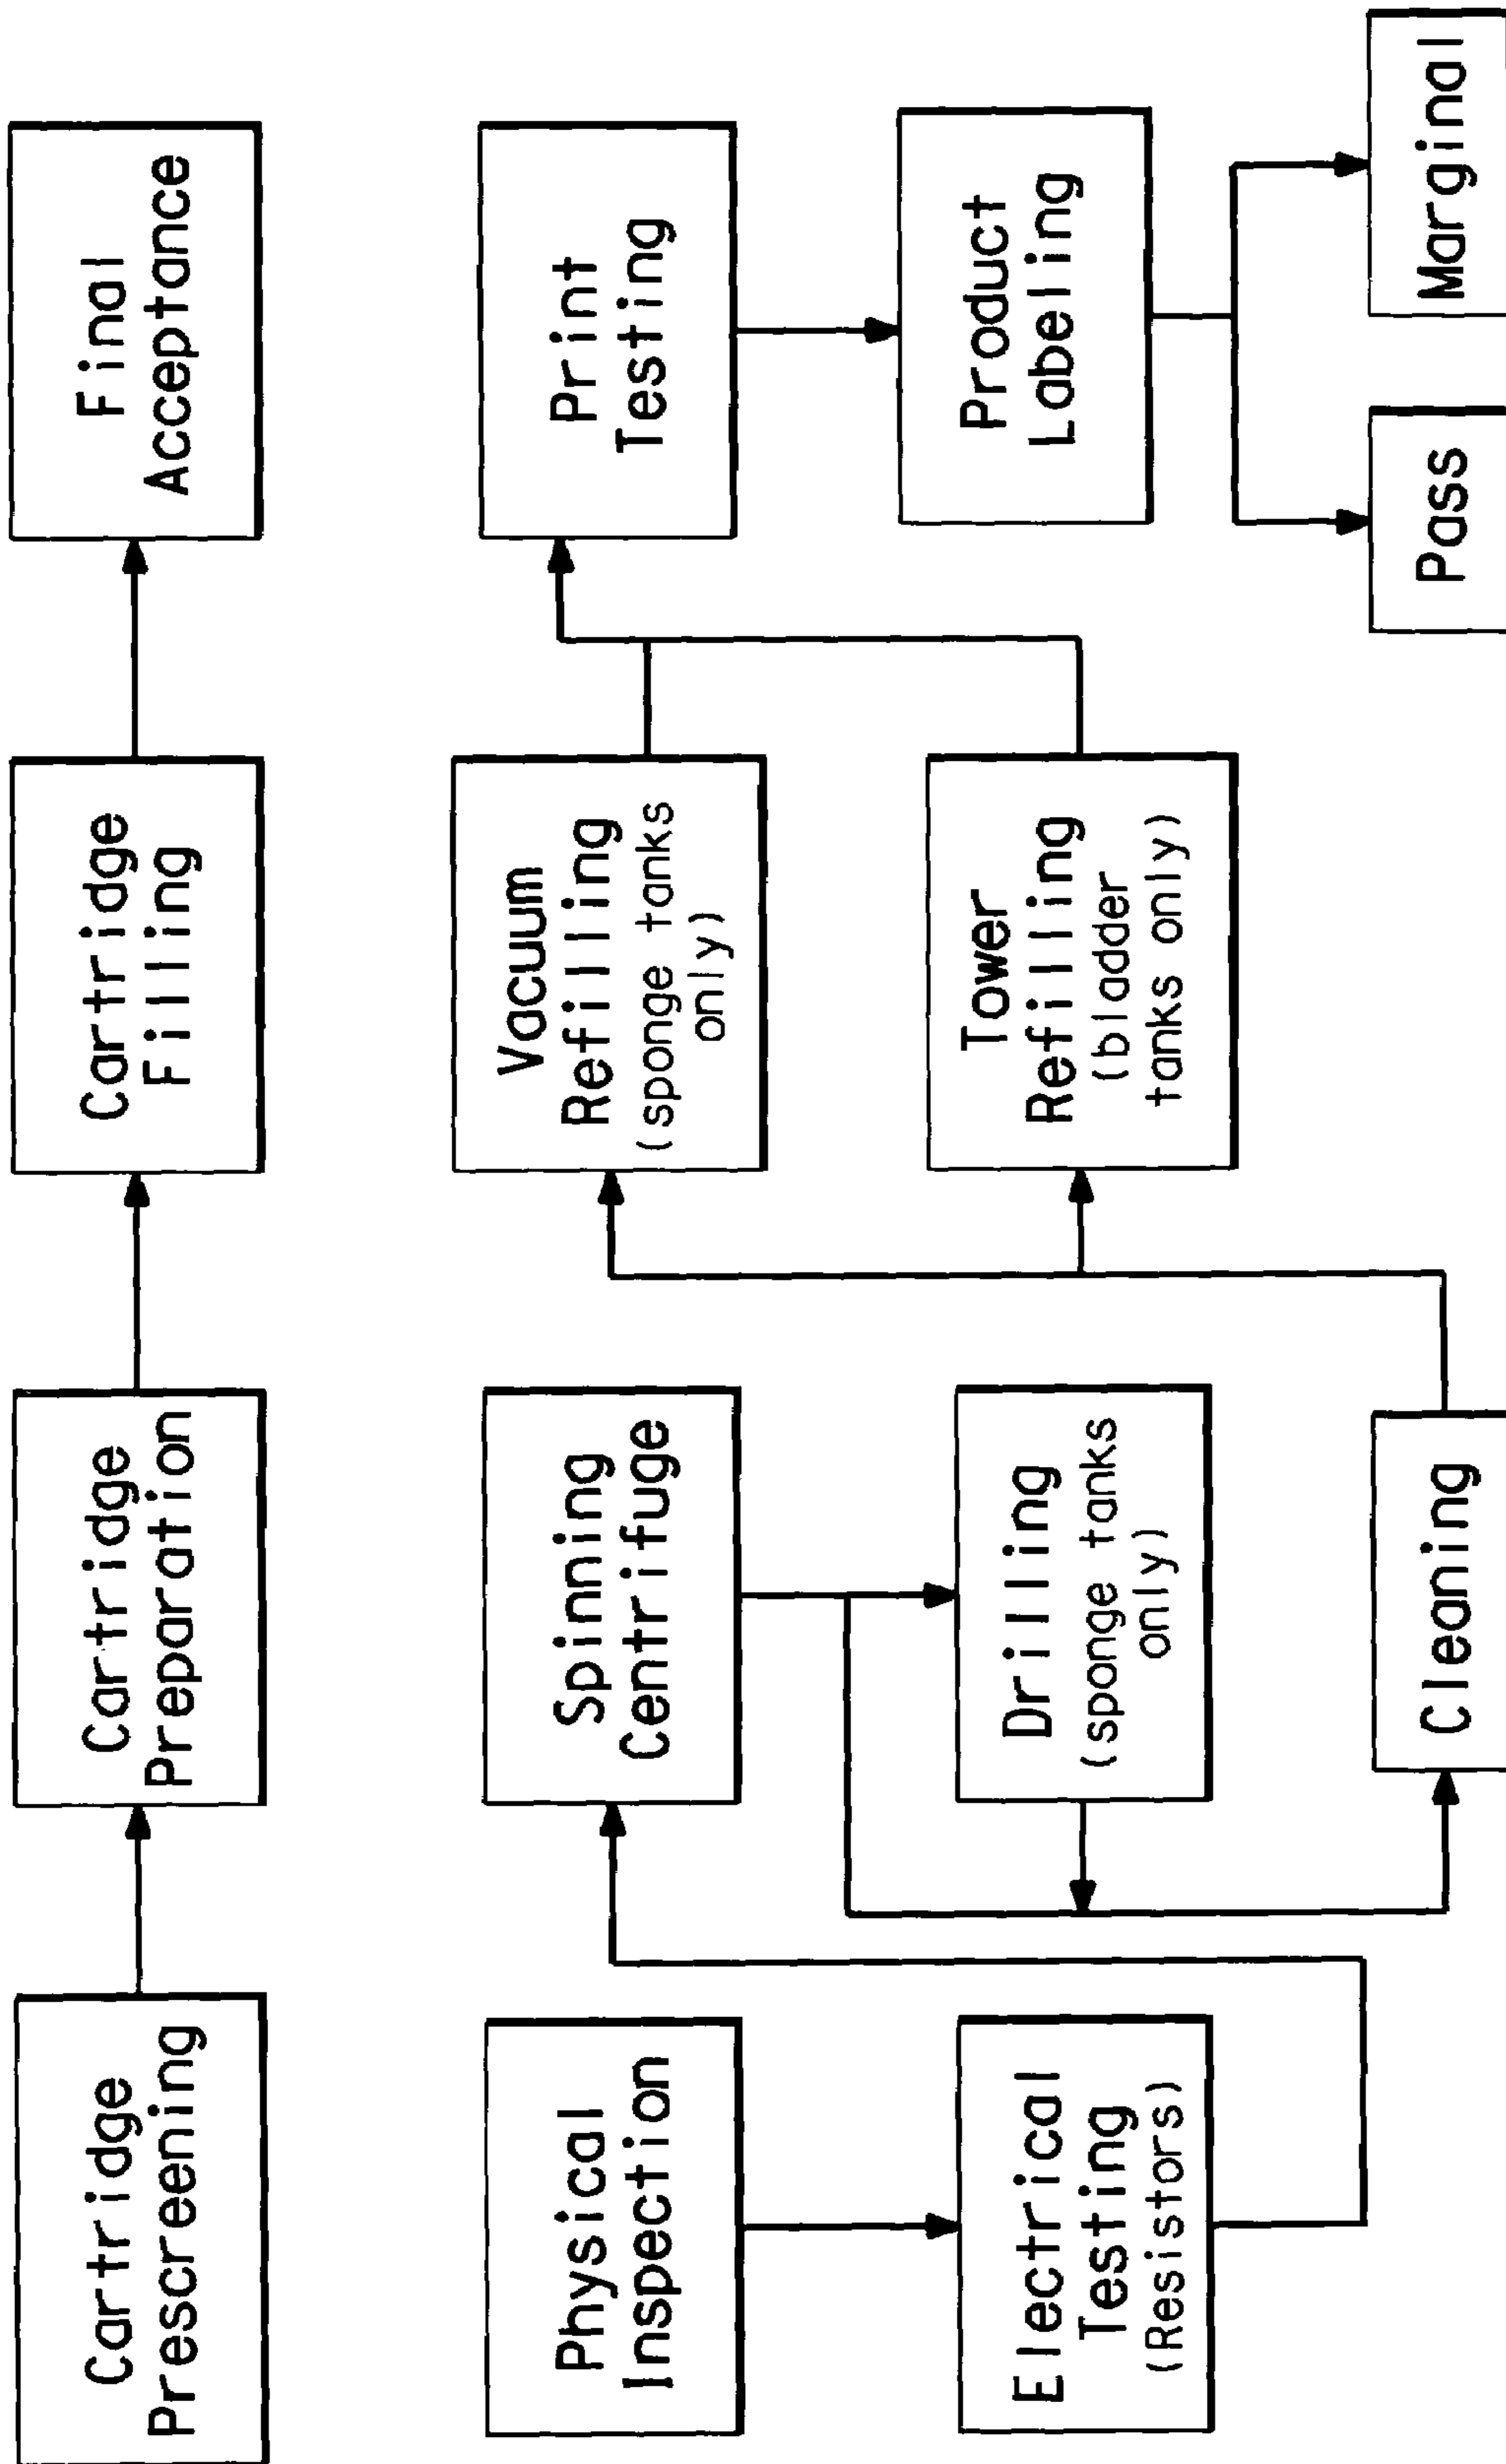 Cartridge
Prescreening
Cartridge
Preparation
Cartridge
Filling
Final
Acceptance
Physical
Inspection
Electrical
Testing
(Resistors)
Spinning
Centrifuge
Drilling
(sponge tanks
only)
Cleaning
Vacuum
Refilling
(sponge tanks
only)
Tower
Refilling
(bladder
tanks only)
Print
Testing
Product
Labeling
Pass
Marginal